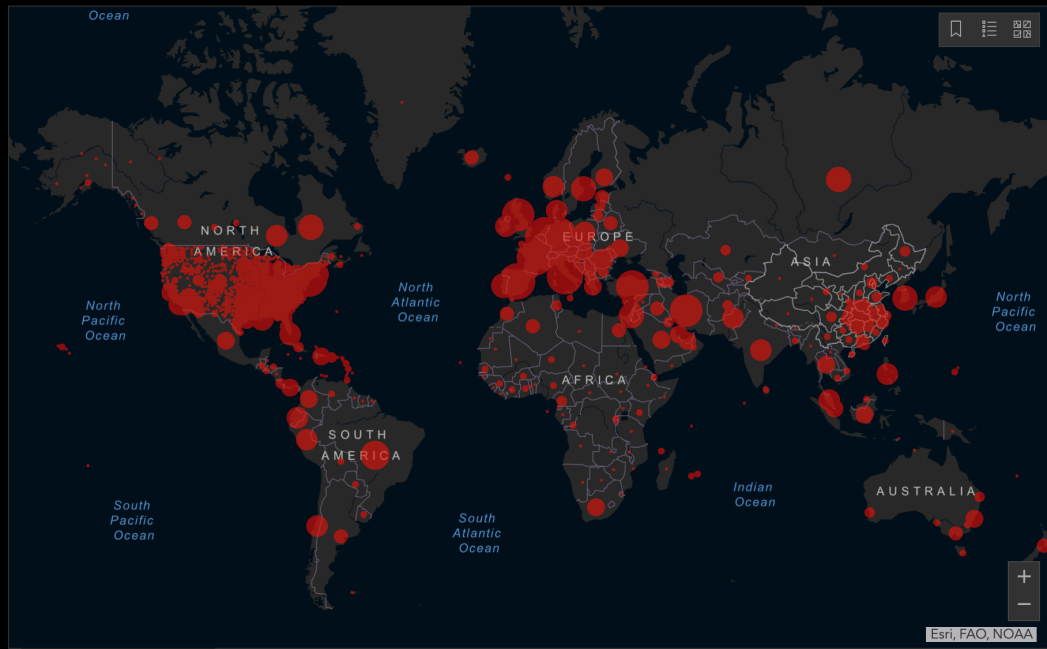 Ocean
NORTH
AMERICA
EUROPE
ASIA
North
Pacific
Ocean
North
Atlantic
Ocean
North
Pacific
Ocean
AFRICA
SOUTH
AMERICA
Indian
Ocean
AUSTRALIA
South
Pacific
Ocean
South
Atlantic
Ocean
+
−
Esri, FAO, NOAA